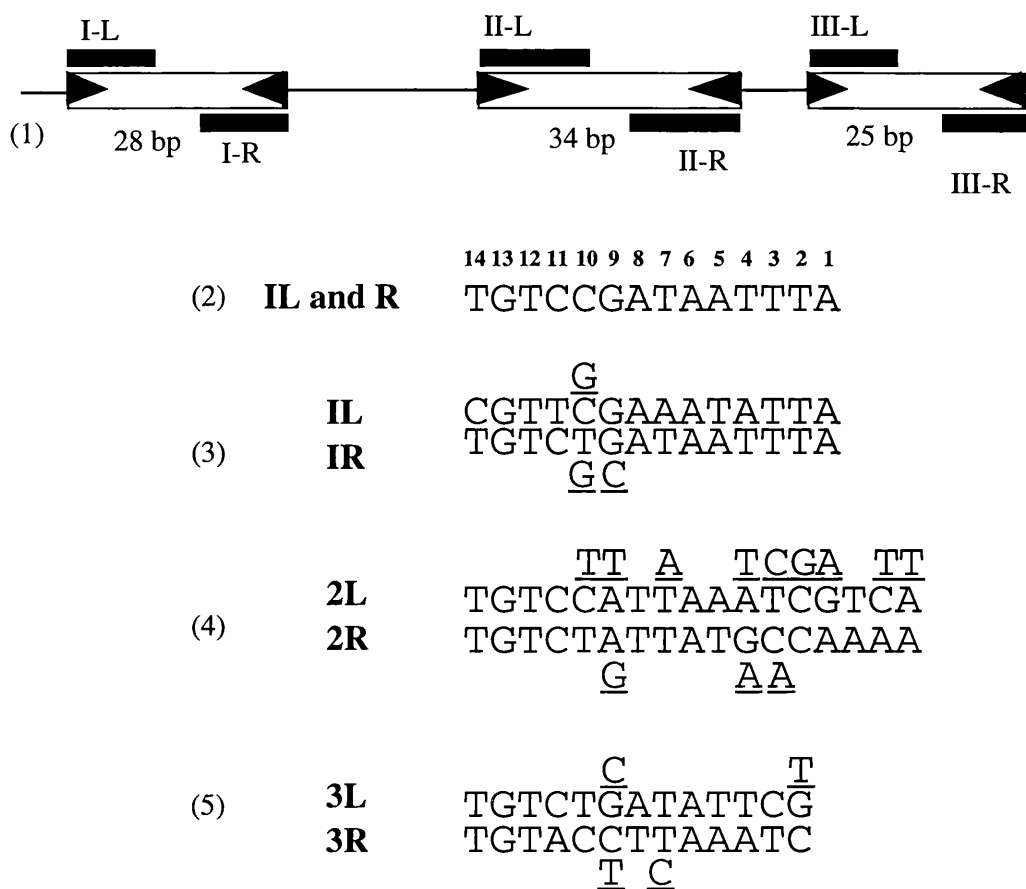 I-L II-L III-L
(1) 28 bp I-R 34 bp II-R 25 bp III-R
14 13 12 11 10 9 8 7 6 5 4 3 2 1
(2) IL and R TGTCCGATAATTTA
G
IL CGTTCGAAATATTA
(3)
IR TGTCTGATAATTTA
G C
TT A TCGA TT
2L TGTCCATTAAATCGTCA
(4)
2R TGTCTATTATGCCAAAA
G AA
C T
3L TGTCTGATATTCG
(5)
3R TGTACCTTAAATC
T C